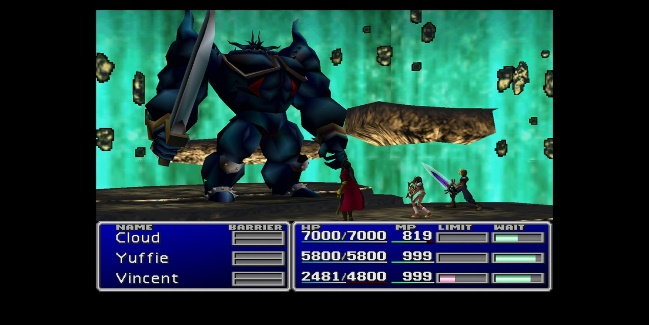 NAME BARRIER HP MP LIMIT WAIT
Cloud 7000/7000 819
Yuffie 5800/5800 999
Vincent 2481/4800 999